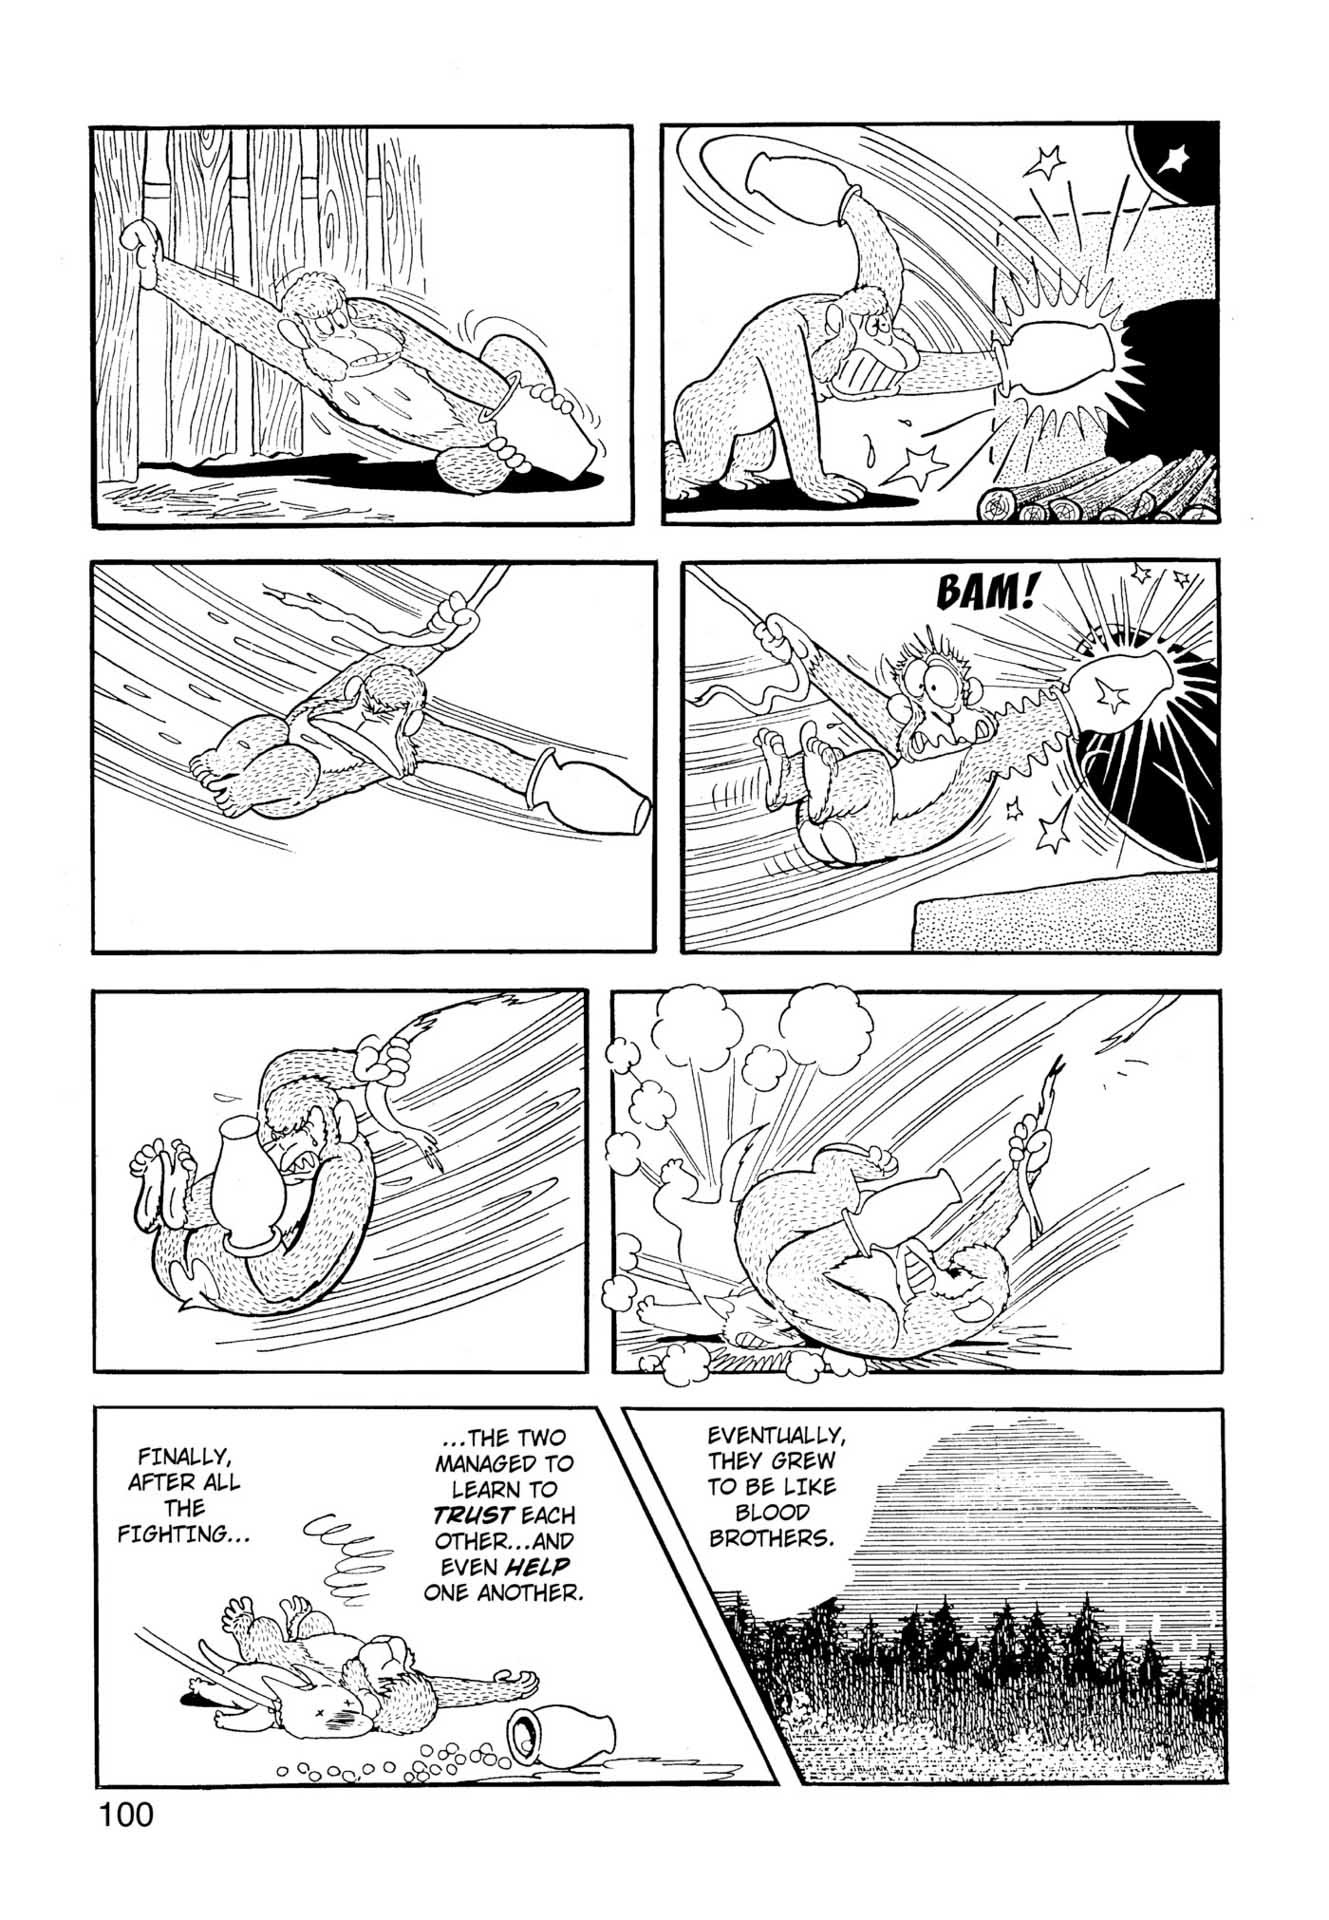 BAM!
FINALLY,
AFTER ALL
THE
FIGHTING...
...THE TWO
MANAGED TO
LEARN TO
TRUST EACH
OTHER...AND
EVEN HELP
ONE ANOTHER.
EVENTUALLY,
THEY GREW
TO BE LIKE
BLOOD
BROTHERS.
100